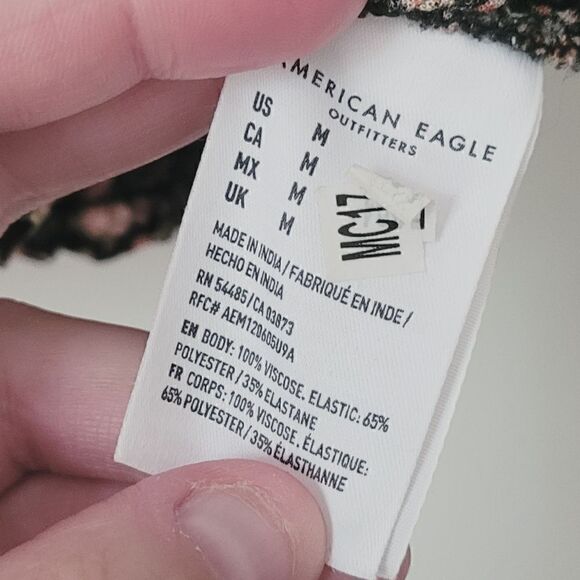 AMERICAN EAGLE
OUTFITTERS
US M
CA M
MX M
UK M
MC17
MADE IN INDIA / FABRIQUÉ EN INDE /
HECHO EN INDIA
RN 54485 / CA 03873
RFC# AEM120605U9A
EN BODY: 100% VISCOSE. ELASTIC: 65%
POLYESTER / 35% ELASTANE
FR CORPS: 100% VISCOSE. ÉLASTIQUE:
65% POLYESTER / 35% ÉLASTHANNE